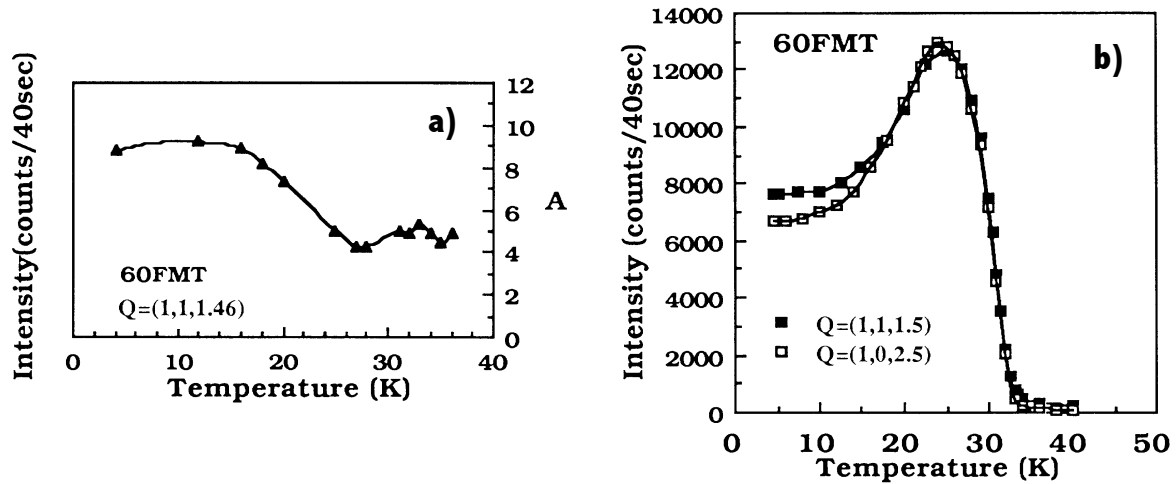 Intensity(counts/40sec)
a)
12
10
8
6
4
2
0
A
60FMT
Q=(1,1,1.46)
0 10 20 30 40
Temperature (K)
Intensity (counts/40sec)
60FMT
b)
14000
12000
10000
8000
6000
4000
2000
0
Q=(1,1,1.5)
Q=(1,0,2.5)
0 10 20 30 40 50
Temperature (K)